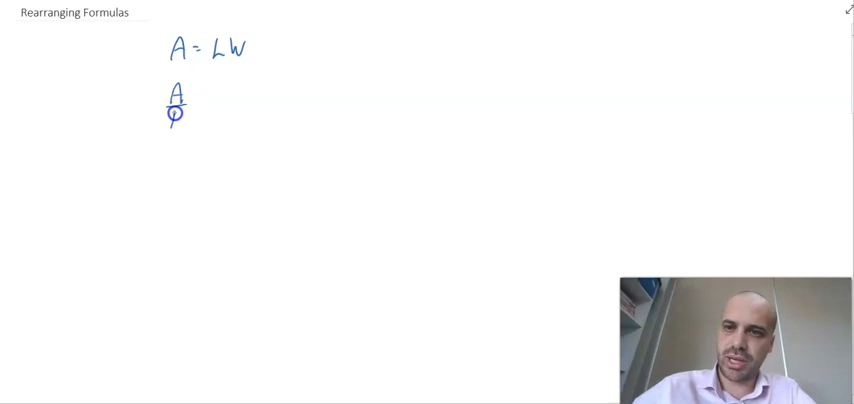 Rearranging Formulas
A = LW
A